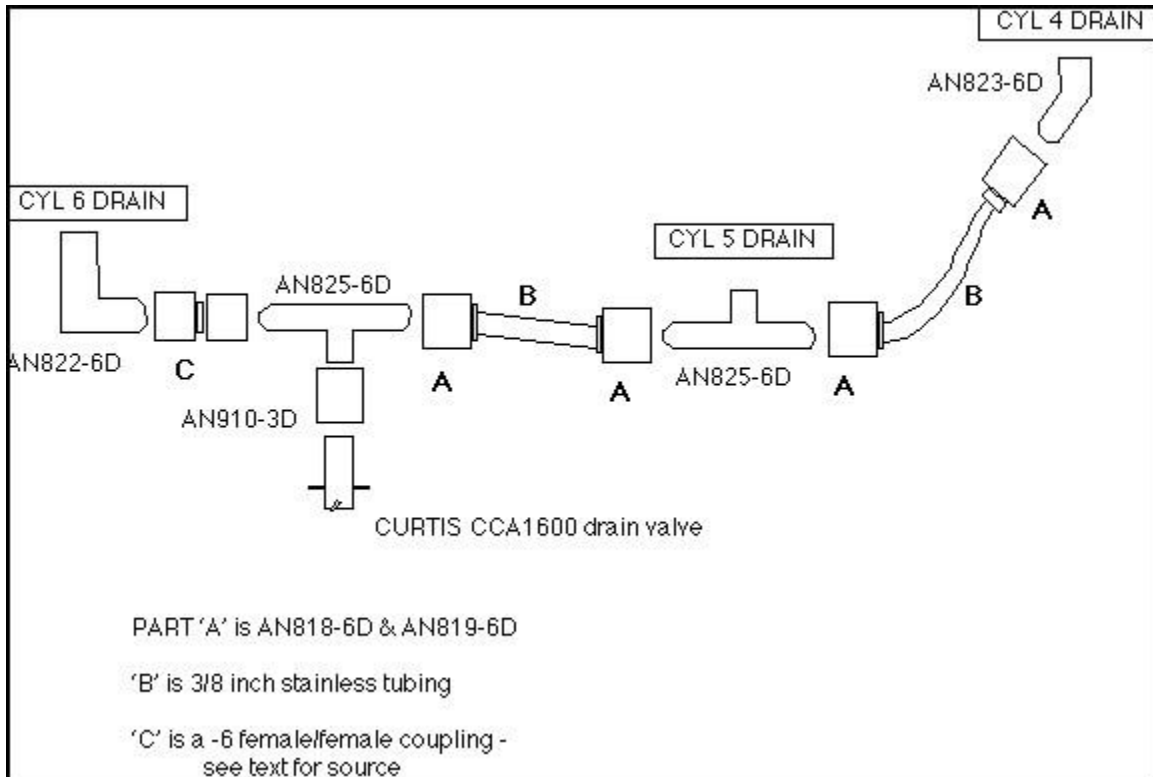 CYL 4 DRAIN
AN823-6D
A
CYL 6 DRAIN
CYL 5 DRAIN
AN825-6D
B
B
AN822-6D
C
A
A
AN825-6D
A
AN910-3D
CURTIS CCA1600 drain valve
PART 'A' is AN818-6D & AN819-6D
'B' is 3/8 inch stainless tubing
'C' is a -6 female/female coupling -
see text for source